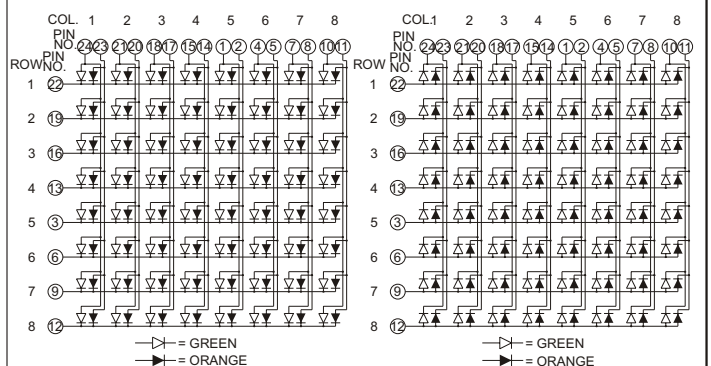 COL. 1 2 3 4 5 6 7 8
PIN
NO. 24 23 21 20 18 17 15 14 1 2 4 5 7 8 10 11
PIN
ROW NO.
1 22
2 19
3 16
4 13
5 3
6 6
7 9
8 12
= GREEN
= ORANGE
COL. 1 2 3 4 5 6 7 8
PIN
NO. 24 23 21 20 18 17 15 14 1 2 4 5 7 8 10 11
PIN
ROW NO.
1 22
2 19
3 16
4 13
5 3
6 6
7 9
8 12
= GREEN
= ORANGE